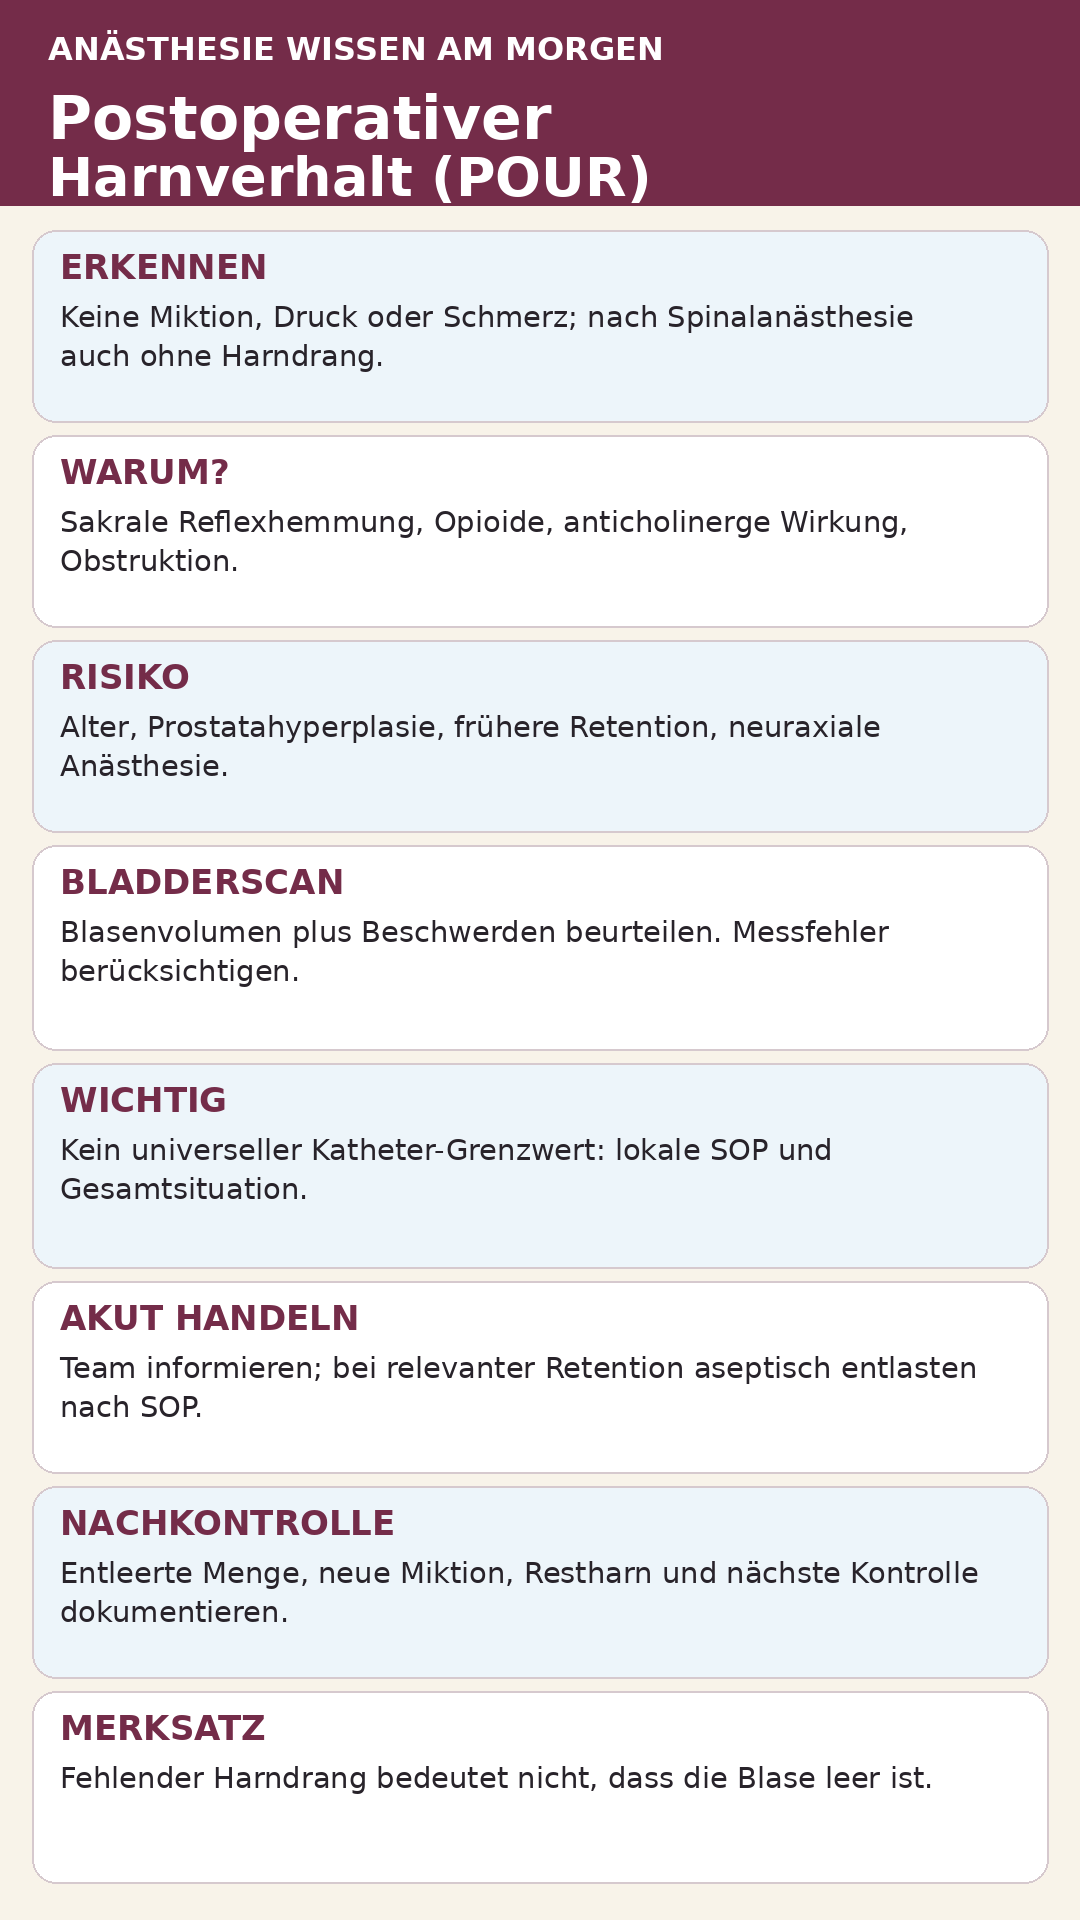 ANÄSTHESIE WISSEN AM MORGEN
Postoperativer
Harnverhalt (POUR)
ERKENNEN
Keine Miktion, Druck oder Schmerz; nach Spinalanästhesie
auch ohne Harndrang.
WARUM?
Sakrale Reflexhemmung, Opioide, anticholinerge Wirkung,
Obstruktion.
RISIKO
Alter, Prostatahyperplasie, frühere Retention, neuraxiale
Anästhesie.
BLADDERSCAN
Blasenvolumen plus Beschwerden beurteilen. Messfehler
berücksichtigen.
WICHTIG
Kein universeller Katheter-Grenzwert: lokale SOP und
Gesamtsituation.
AKUT HANDELN
Team informieren; bei relevanter Retention aseptisch entlasten
nach SOP.
NACHKONTROLLE
Entleerte Menge, neue Miktion, Restharn und nächste Kontrolle
dokumentieren.
MERKSATZ
Fehlender Harndrang bedeutet nicht, dass die Blase leer ist.